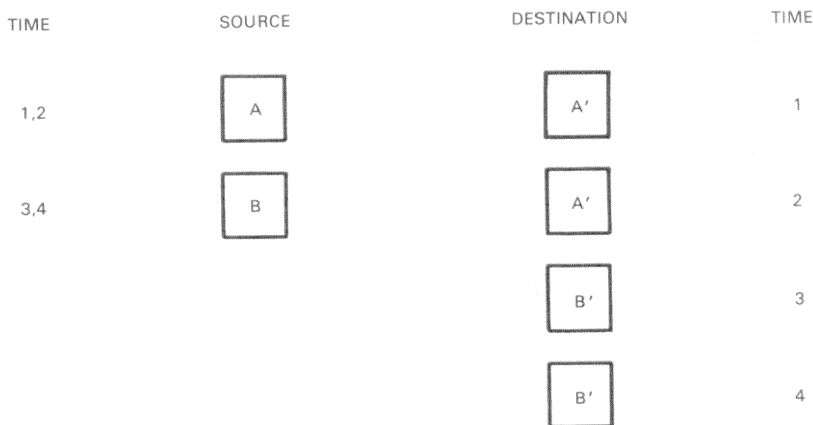 TIME SOURCE DESTINATION TIME
1,2 A A′ 1
3,4 B A′ 2
B′ 3
B′ 4